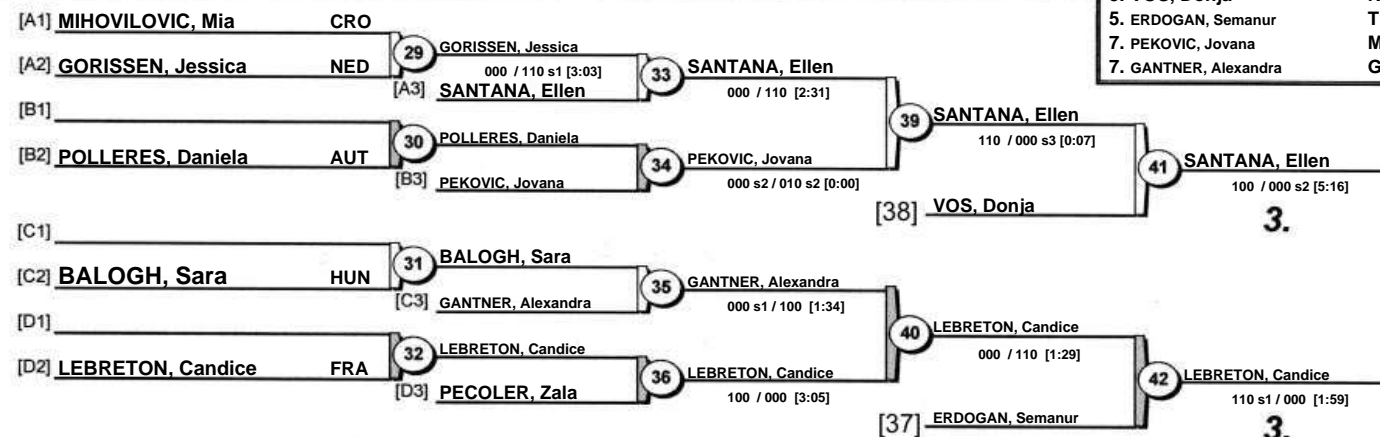 [A1] MIHOVILOVIC, Mia CRO
5. ERDOGAN, Semanur T
7. PEKOVIC, Jovana M
7. GANTNER, Alexandra G
29 GORISSEN, Jessica
[A2] GORISSEN, Jessica NED
000 / 110 s1 [3:03]
33 SANTANA, Ellen
[A3] SANTANA, Ellen
000 / 110 [2:31]
[B1]
39 SANTANA, Ellen
30 POLLERES, Daniela
110 / 000 s3 [0:07]
[B2] POLLERES, Daniela AUT
34 PEKOVIC, Jovana
41 SANTANA, Ellen
[B3] PEKOVIC, Jovana
000 s2 / 010 s2 [0:00]
100 / 000 s2 [5:16]
[38] VOS, Donja
3.
[C1]
31 BALOGH, Sara
[C2] BALOGH, Sara HUN
35 GANTNER, Alexandra
[C3] GANTNER, Alexandra
000 s1 / 100 [1:34]
[D1]
40 LEBRETON, Candice
32 LEBRETON, Candice
000 / 110 [1:29]
[D2] LEBRETON, Candice FRA
36 LEBRETON, Candice
42 LEBRETON, Candice
[D3] PECOLER, Zala
100 / 000 [3:05]
110 s1 / 000 [1:59]
[37] ERDOGAN, Semanur
3.